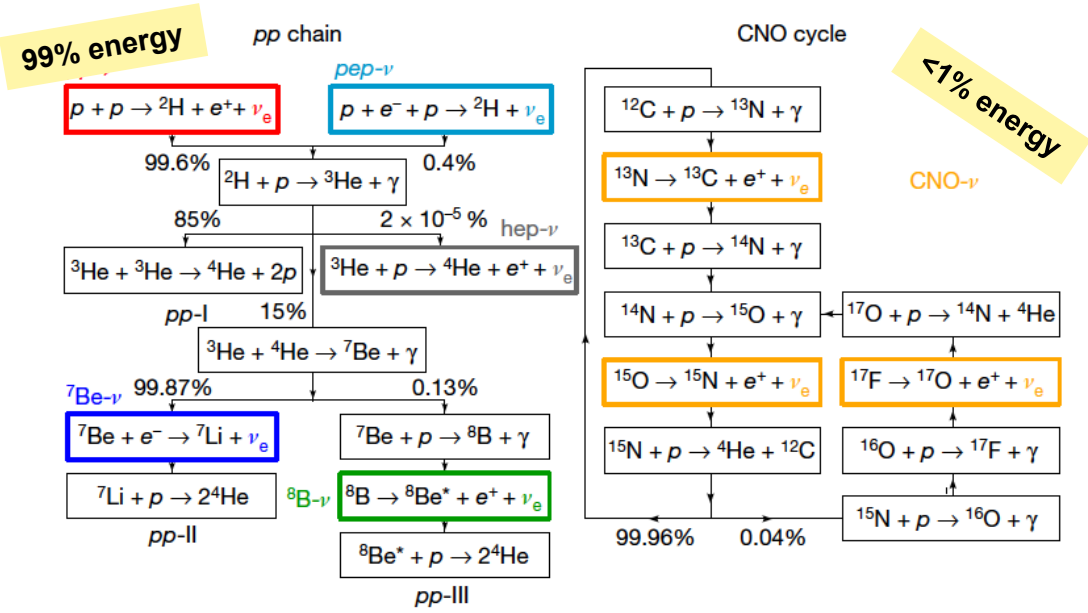 99% energy
pp chain
CNO cycle
<1% energy
pep-ν
p + p → ²H + e⁺ + νₑ
p + e⁻ + p → ²H + νₑ
99.6%
0.4%
²H + p → ³He + γ
85%
2 × 10⁻⁵ %
hep-ν
³He + ³He → ⁴He + 2p
³He + p → ⁴He + e⁺ + νₑ
pp-I
15%
³He + ⁴He → ⁷Be + γ
⁷Be-ν
99.87%
0.13%
⁷Be + e⁻ → ⁷Li + νₑ
⁷Be + p → ⁸B + γ
⁷Li + p → 2⁴He
⁸B-ν
⁸B → ⁸Be* + e⁺ + νₑ
pp-II
⁸Be* + p → 2⁴He
pp-III
¹²C + p → ¹³N + γ
¹³N → ¹³C + e⁺ + νₑ
CNO-ν
¹³C + p → ¹⁴N + γ
¹⁴N + p → ¹⁵O + γ
¹⁷O + p → ¹⁴N + ⁴He
¹⁵O → ¹⁵N + e⁺ + νₑ
¹⁷F → ¹⁷O + e⁺ + νₑ
¹⁵N + p → ⁴He + ¹²C
¹⁶O + p → ¹⁷F + γ
¹⁵N + p → ¹⁶O + γ
99.96%
0.04%